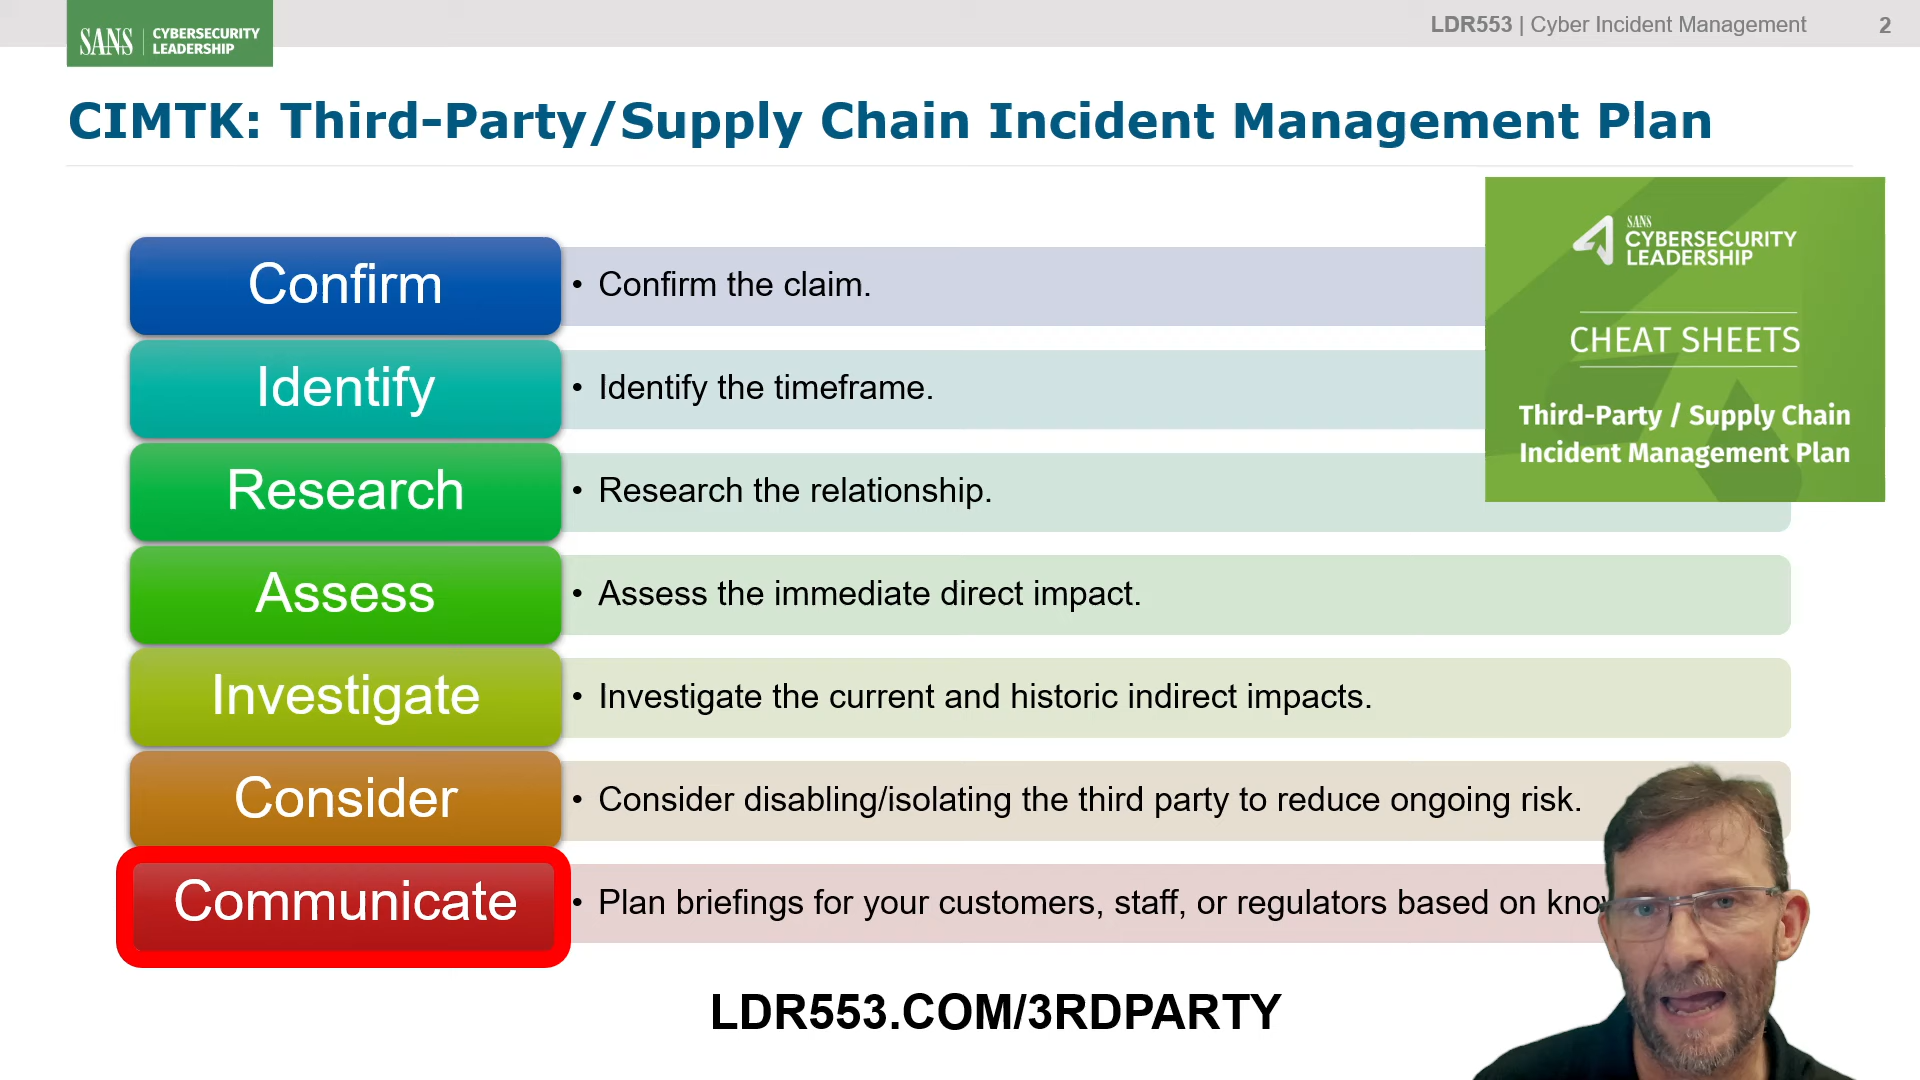 SANS CYBERSECURITY
LEADERSHIP
LDR553 | Cyber Incident Management 2
CIMTK: Third-Party/Supply Chain Incident Management Plan
Confirm
• Confirm the claim.
Identify
• Identify the timeframe.
Research
• Research the relationship.
Assess
• Assess the immediate direct impact.
Investigate
• Investigate the current and historic indirect impacts.
Consider
• Consider disabling/isolating the third party to reduce ongoing risk.
Communicate
• Plan briefings for your customers, staff, or regulators based on
SANS
CYBERSECURITY
LEADERSHIP
CHEAT SHEETS
Third-Party / Supply Chain
Incident Management Plan
LDR553.COM/3RDPARTY